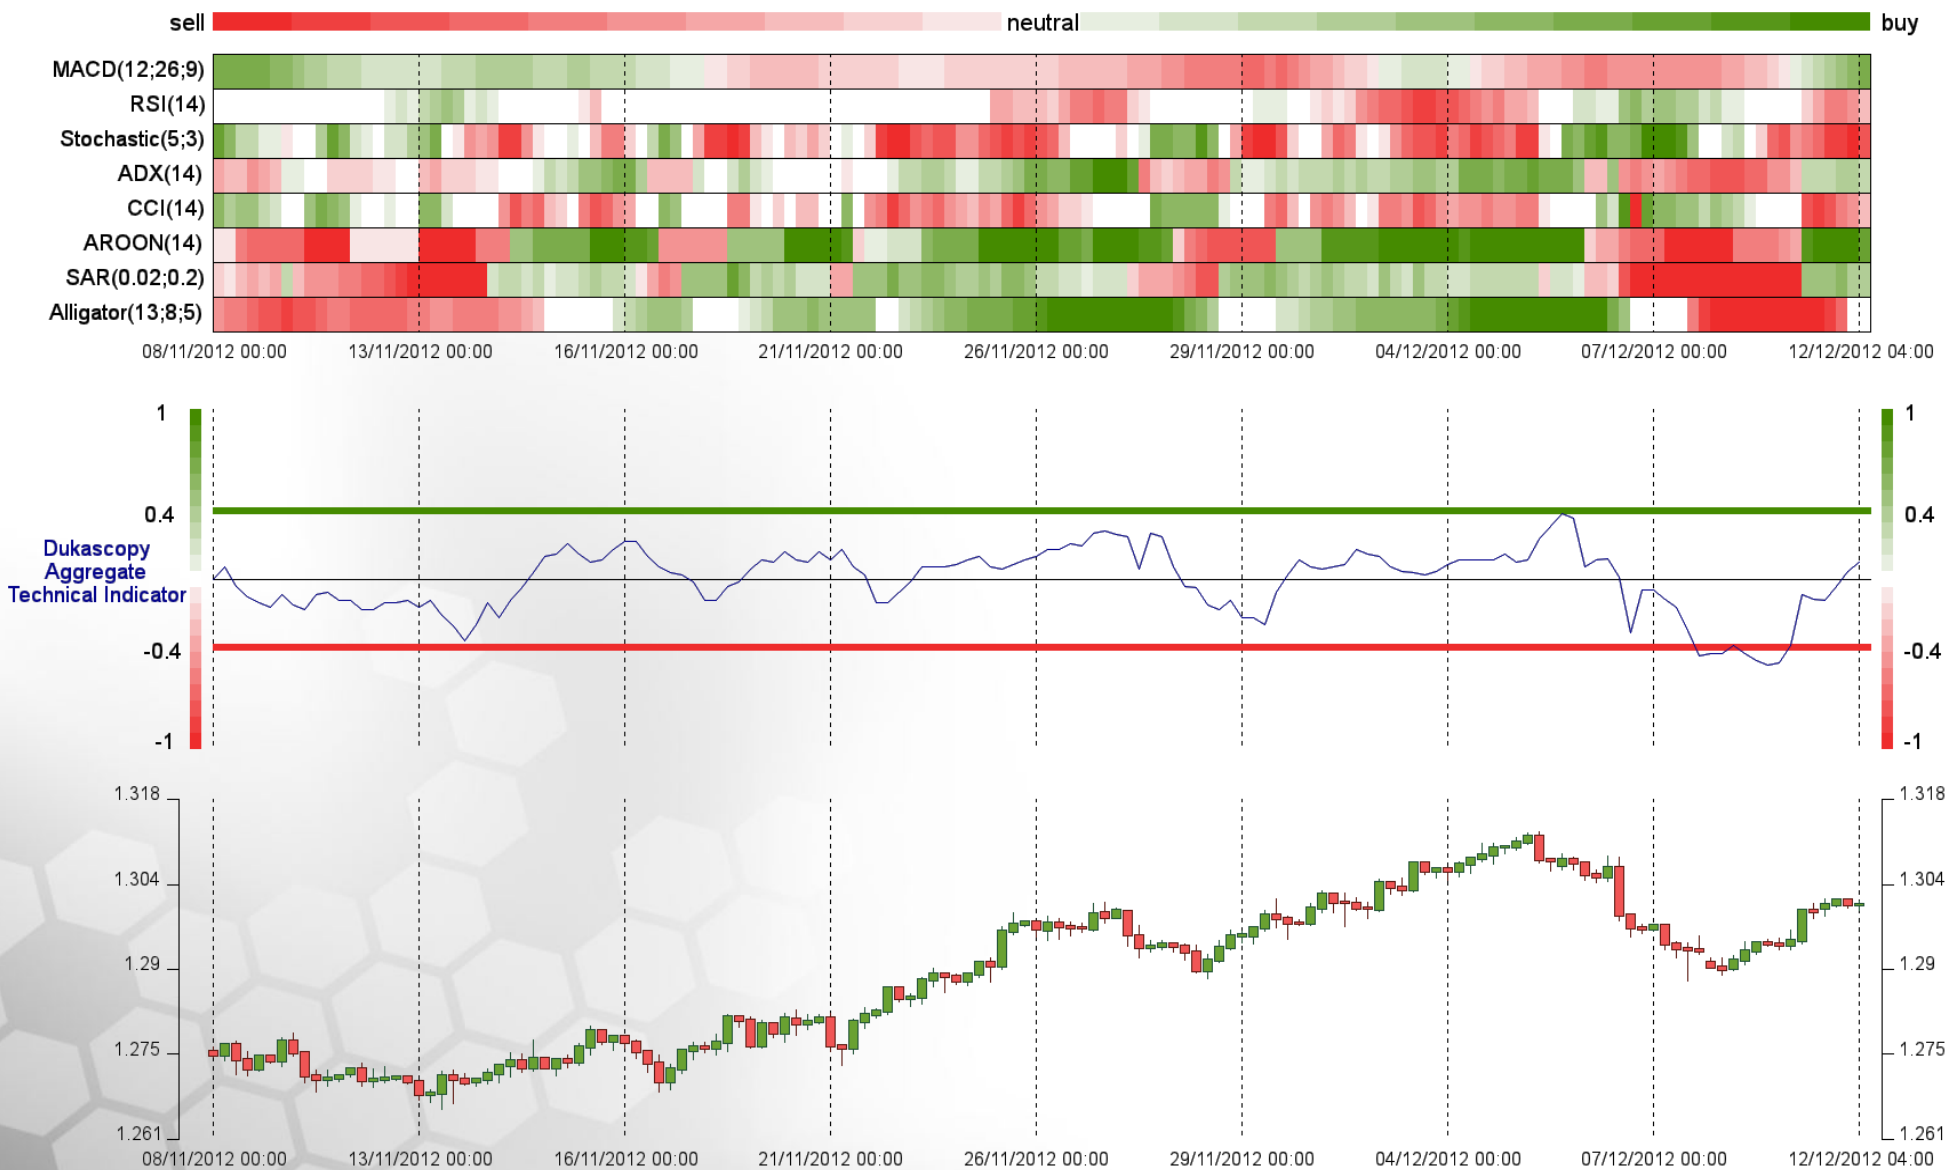 sell neutral buy
MACD(12;26;9)
RSI(14)
Stochastic(5;3)
ADX(14)
CCI(14)
AROON(14)
SAR(0.02;0.2)
Alligator(13;8;5)
08/11/2012 00:00 13/11/2012 00:00 16/11/2012 00:00 21/11/2012 00:00 26/11/2012 00:00 29/11/2012 00:00 04/12/2012 00:00 07/12/2012 00:00 12/12/2012 04:00
1 1
0.4 0.4
Dukascopy
Aggregate
Technical Indicator
-0.4 -0.4
-1 -1
1.318 1.318
1.304 1.304
1.29 1.29
1.275 1.275
1.261 1.261
08/11/2012 00:00 13/11/2012 00:00 16/11/2012 00:00 21/11/2012 00:00 26/11/2012 00:00 29/11/2012 00:00 04/12/2012 00:00 07/12/2012 00:00 12/12/2012 04:00